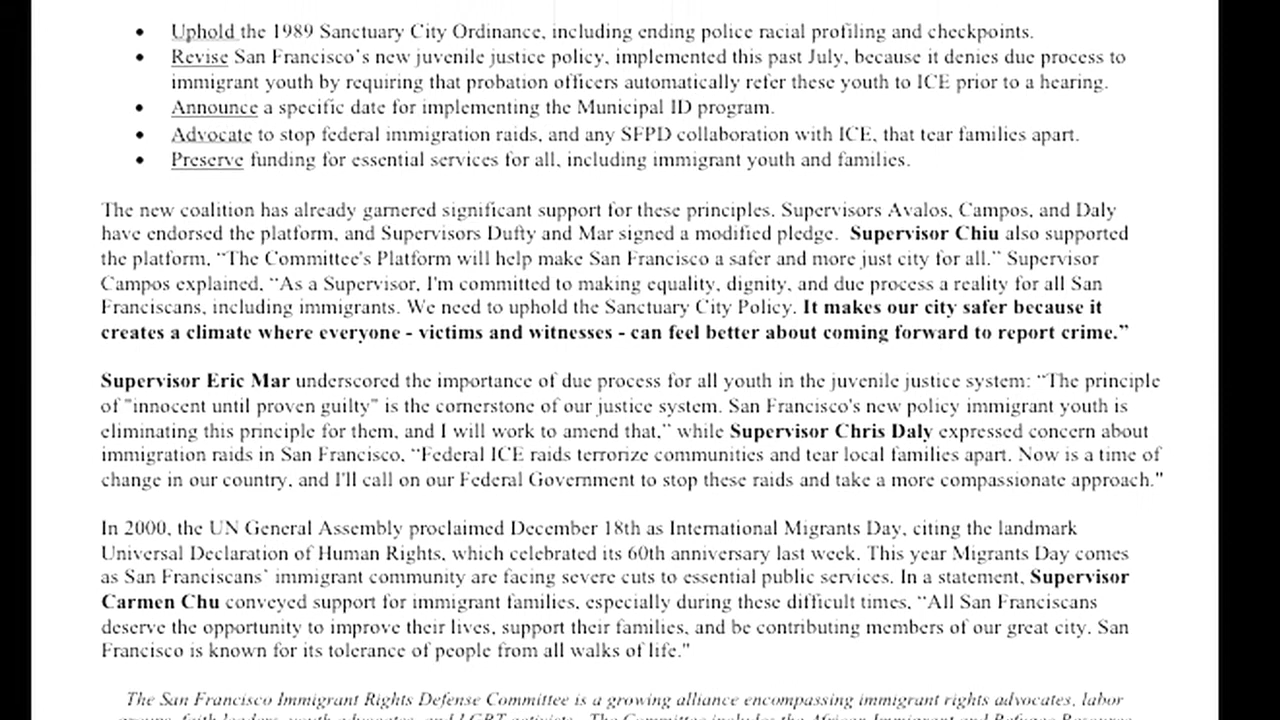 • Uphold the 1989 Sanctuary City Ordinance, including ending police racial profiling and checkpoints.
• Revise San Francisco's new juvenile justice policy, implemented this past July, because it denies due process to
immigrant youth by requiring that probation officers automatically refer these youth to ICE prior to a hearing.
• Announce a specific date for implementing the Municipal ID program.
• Advocate to stop federal immigration raids, and any SFPD collaboration with ICE, that tear families apart.
• Preserve funding for essential services for all, including immigrant youth and families.
The new coalition has already garnered significant support for these principles. Supervisors Avalos, Campos, and Daly
have endorsed the platform, and Supervisors Dufty and Mar signed a modified pledge. Supervisor Chiu also supported
the platform, “The Committee's Platform will help make San Francisco a safer and more just city for all.” Supervisor
Campos explained, “As a Supervisor, I'm committed to making equality, dignity, and due process a reality for all San
Franciscans, including immigrants. We need to uphold the Sanctuary City Policy. It makes our city safer because it
creates a climate where everyone - victims and witnesses - can feel better about coming forward to report crime.”
Supervisor Eric Mar underscored the importance of due process for all youth in the juvenile justice system: “The principle
of "innocent until proven guilty" is the cornerstone of our justice system. San Francisco's new policy immigrant youth is
eliminating this principle for them, and I will work to amend that,” while Supervisor Chris Daly expressed concern about
immigration raids in San Francisco, “Federal ICE raids terrorize communities and tear local families apart. Now is a time of
change in our country, and I'll call on our Federal Government to stop these raids and take a more compassionate approach."
In 2000, the UN General Assembly proclaimed December 18th as International Migrants Day, citing the landmark
Universal Declaration of Human Rights, which celebrated its 60th anniversary last week. This year Migrants Day comes
as San Franciscans’ immigrant community are facing severe cuts to essential public services. In a statement, Supervisor
Carmen Chu conveyed support for immigrant families, especially during these difficult times, “All San Franciscans
deserve the opportunity to improve their lives, support their families, and be contributing members of our great city. San
Francisco is known for its tolerance of people from all walks of life."
The San Francisco Immigrant Rights Defense Committee is a growing alliance encompassing immigrant rights advocates, labor
groups, faith leaders, youth advocates, and LGBT activists. The Committee includes the African Immigrant and Refugee Resource